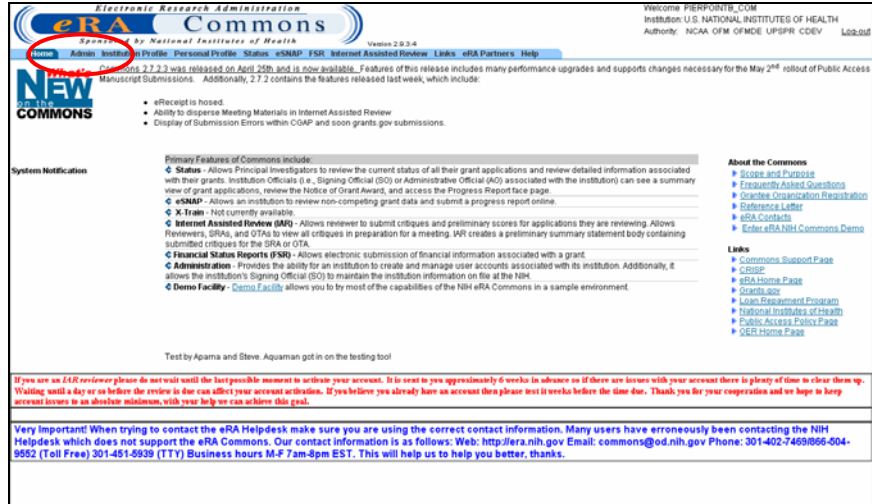 Electronic Research Administration
eRA Commons
Sponsored by National Institutes of Health
Version 2.9.3.4
Welcome PIERPOINTB_COM
Institution: U.S. NATIONAL INSTITUTES OF HEALTH
Authority: NCAA OFM OFMDE UPSPR CDEV Log-out
Home Admin Institution Profile Personal Profile Status eSNAP FSR Internet Assisted Review Links eRA Partners Help
What's NEW on the COMMONS
Commons 2.7.2.3 was released on April 25th and is now available. Features of this release include many performance upgrades and supports changes necessary for the May 2nd rollout of Public Access
Manuscript Submissions. Additionally, 2.7.2 contains the features released last week, which include:
eReceipt is hosed.
Ability to disperse Meeting Materials in Internet Assisted Review
Display of Submission Errors within CGAP and soon grants.gov submissions.
System Notification
Primary Features of Commons include:
Status - Allows Principal Investigators to review the current status of all their grant applications and review detailed information associated
with their grants. Institution Officials (i.e., Signing Official (SO) or Administrative Official (AO) associated with the institution) can see a summary
view of grant applications, review the Notice of Grant Award, and access the Progress Report face page.
eSNAP - Allows an institution to review non-competing grant data and submit a progress report online.
X-Train - Not currently available.
Internet Assisted Review (IAR) - Allows reviewer to submit critiques and preliminary scores for applications they are reviewing. Allows
Reviewers, SRAs, and GTAs to view all critiques in preparation for a meeting. IAR creates a preliminary summary statement body containing
submitted critiques for the SRA or GTA.
Financial Status Reports (FSR) - Allows electronic submission of financial information associated with a grant.
Administration - Provides the ability for an institution to create and manage user accounts associated with its institution. Additionally, it
allows the institution's Signing Official (SO) to maintain the institution information on file at the NIH.
Demo Facility - Demo Facility allows you to try most of the capabilities of the NIH eRA Commons in a sample environment.
Test by Aparna and Steve. Aquaman got in on the testing too!
About the Commons
Scope and Purpose
Frequently Asked Questions
Grantee Organization Registration
Reference Letter
eRA Contacts
Enter eRA NIH Commons Demo
Links
Commons Support Page
CRISP
eRA Home Page
Grants.gov
Loan Repayment Program
National Institutes of Health
Public Access Policy Page
OER Home Page
If you are an IAR reviewer please do not wait until the last possible moment to activate your account. It is sent to you approximately 6 weeks in advance so if there are issues with your account there is plenty of time to clear them up.
Waiting until a day or so before the review is due can affect your account activation. If you believe you already have an account then please test it weeks before the time due. Thank you for your cooperation and we hope to keep
account issues to an absolute minimum, with your help we can achieve this goal.
Very Important! When trying to contact the eRA Helpdesk make sure you are using the correct contact information. Many users have erroneously been contacting the NIH
Helpdesk which does not support the eRA Commons. Our contact information is as follows: Web: http://era.nih.gov Email: commons@od.nih.gov Phone: 301-402-7469/866-504-
9552 (Toll Free) 301-451-5939 (TTY) Business hours M-F 7am-8pm EST. This will help us to help you better, thanks.